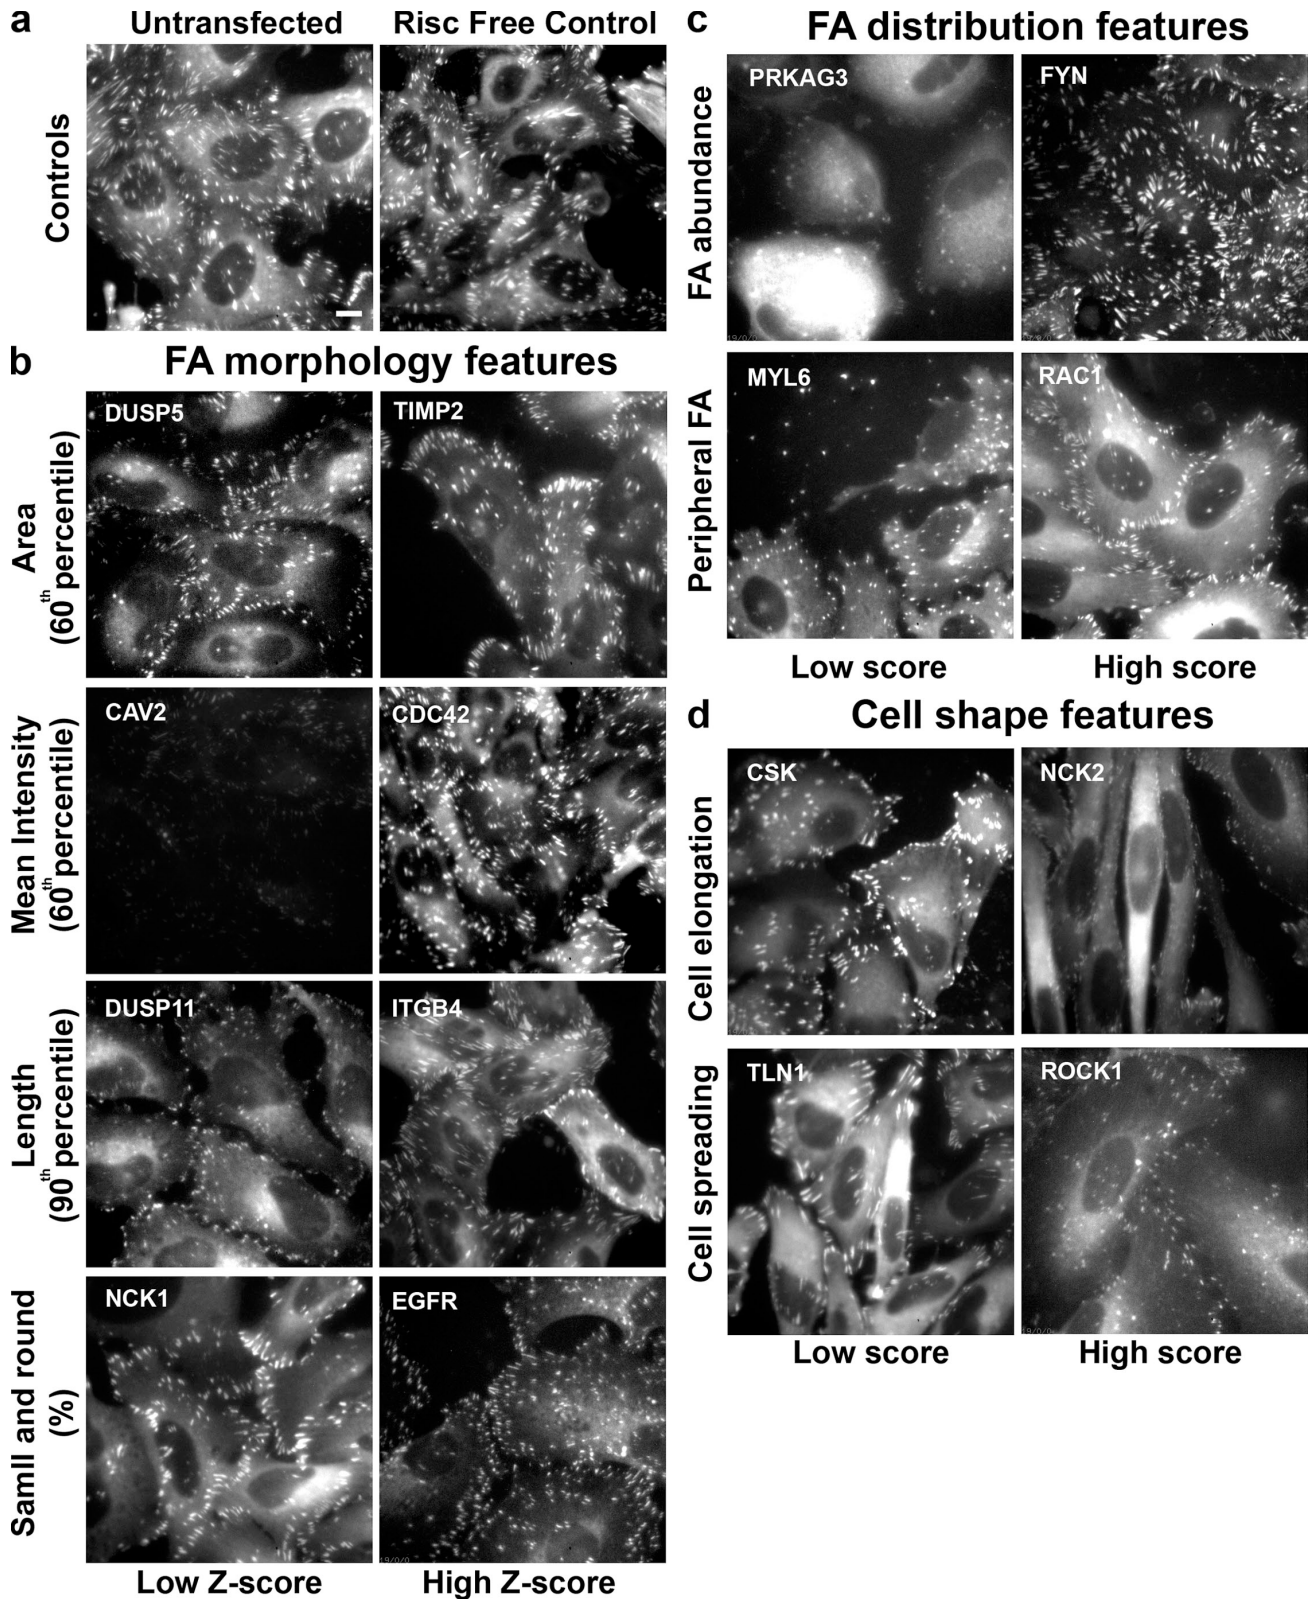 a
Untransfected
Risc Free Control
Controls
b
FA morphology features
Area
(60th percentile)
DUSP5
TIMP2
Mean Intensity
(60th percentile)
CAV2
CDC42
Length
(90th percentile)
DUSP11
ITGB4
Samll and round
(%)
NCK1
EGFR
19/0/0
Low Z-score
High Z-score
c
FA distribution features
FA abundance
PRKAG3
FYN
Peripheral FA
MYL6
RAC1
Low score
High score
d
Cell shape features
Cell elongation
CSK
NCK2
Cell spreading
TLN1
ROCK1
Low score
High score